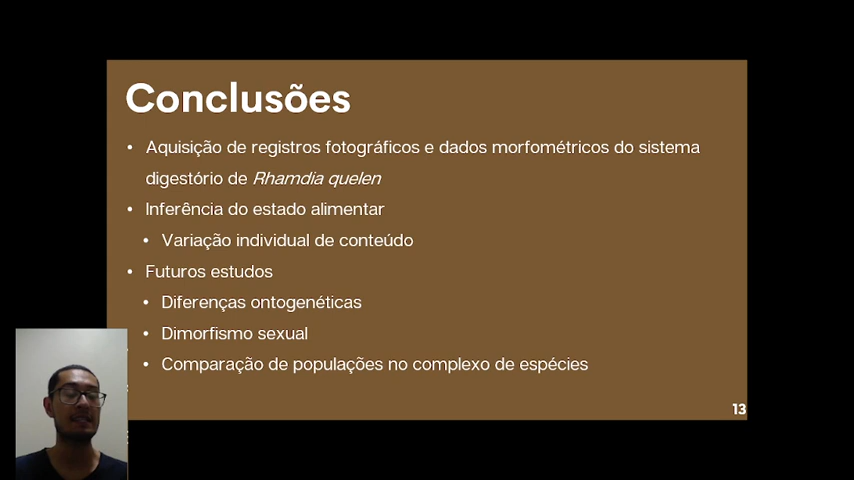 Conclusões
• Aquisição de registros fotográficos e dados morfométricos do sistema
digestório de Rhamdia quelen
• Inferência do estado alimentar
• Variação individual de conteúdo
• Futuros estudos
• Diferenças ontogenéticas
• Dimorfismo sexual
• Comparação de populações no complexo de espécies
13